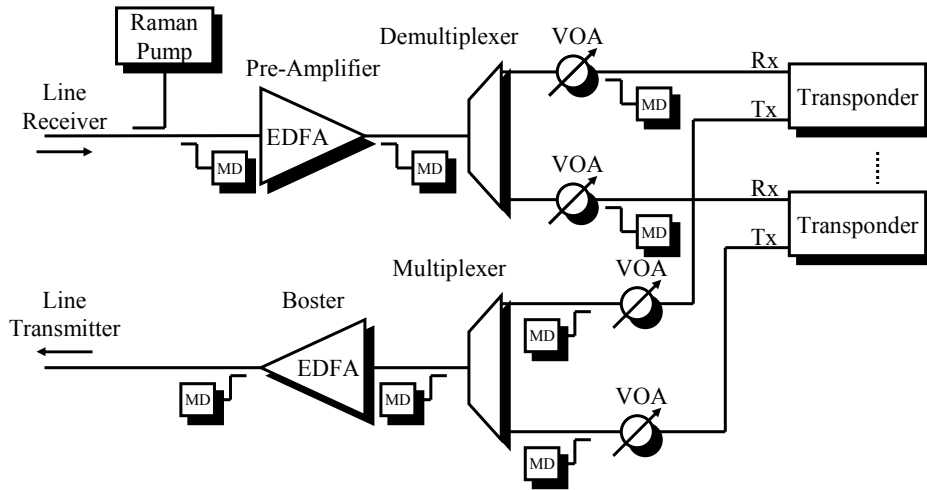 Raman
Pump
Demultiplexer
VOA
Pre-Amplifier
Rx
Line
Receiver
EDFA
MD
MD
MD
Tx
Transponder
VOA
Rx
MD
Tx
Transponder
Multiplexer
VOA
Line
Transmitter
Boster
EDFA
MD
MD
MD
VOA
MD